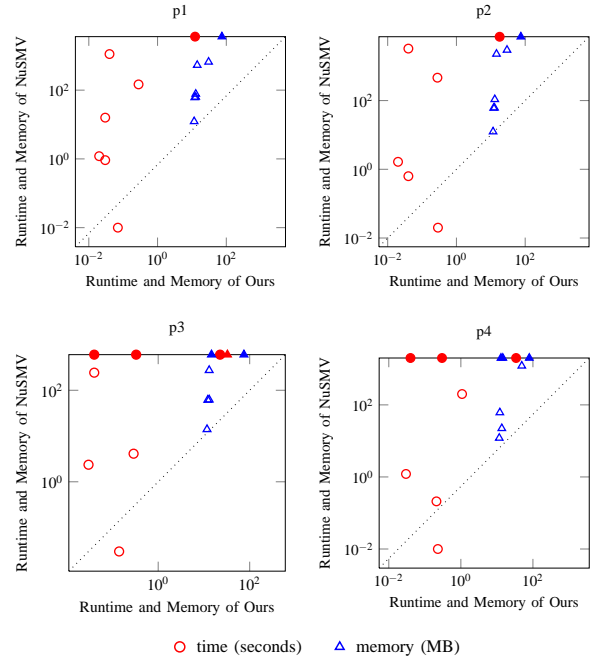 p1
p2
10^2
10^0
10^−2
10^−2
10^0
10^2
Runtime and Memory of NuSMV
Runtime and Memory of Ours
10^2
10^0
10^−2
10^−2
10^0
10^2
Runtime and Memory of NuSMV
Runtime and Memory of Ours
p3
p4
10^2
10^0
10^0
10^2
Runtime and Memory of NuSMV
Runtime and Memory of Ours
10^2
10^0
10^−2
10^−2
10^0
10^2
Runtime and Memory of NuSMV
Runtime and Memory of Ours
time (seconds)
memory (MB)